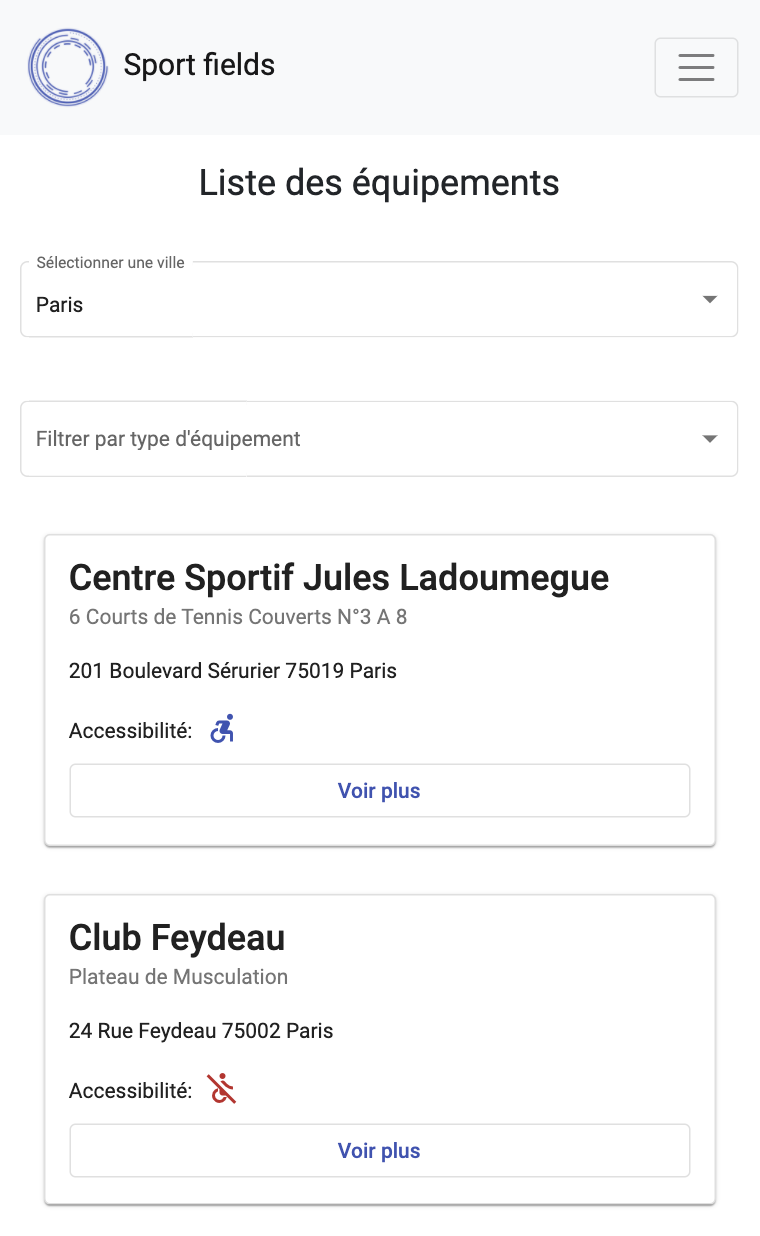 Sport fields
Liste des équipements
Sélectionner une ville
Paris
Filtrer par type d'équipement
Centre Sportif Jules Ladoumegue
6 Courts de Tennis Couverts N°3 A 8
201 Boulevard Sérurier 75019 Paris
Accessibilité:
Voir plus
Club Feydeau
Plateau de Musculation
24 Rue Feydeau 75002 Paris
Accessibilité:
Voir plus